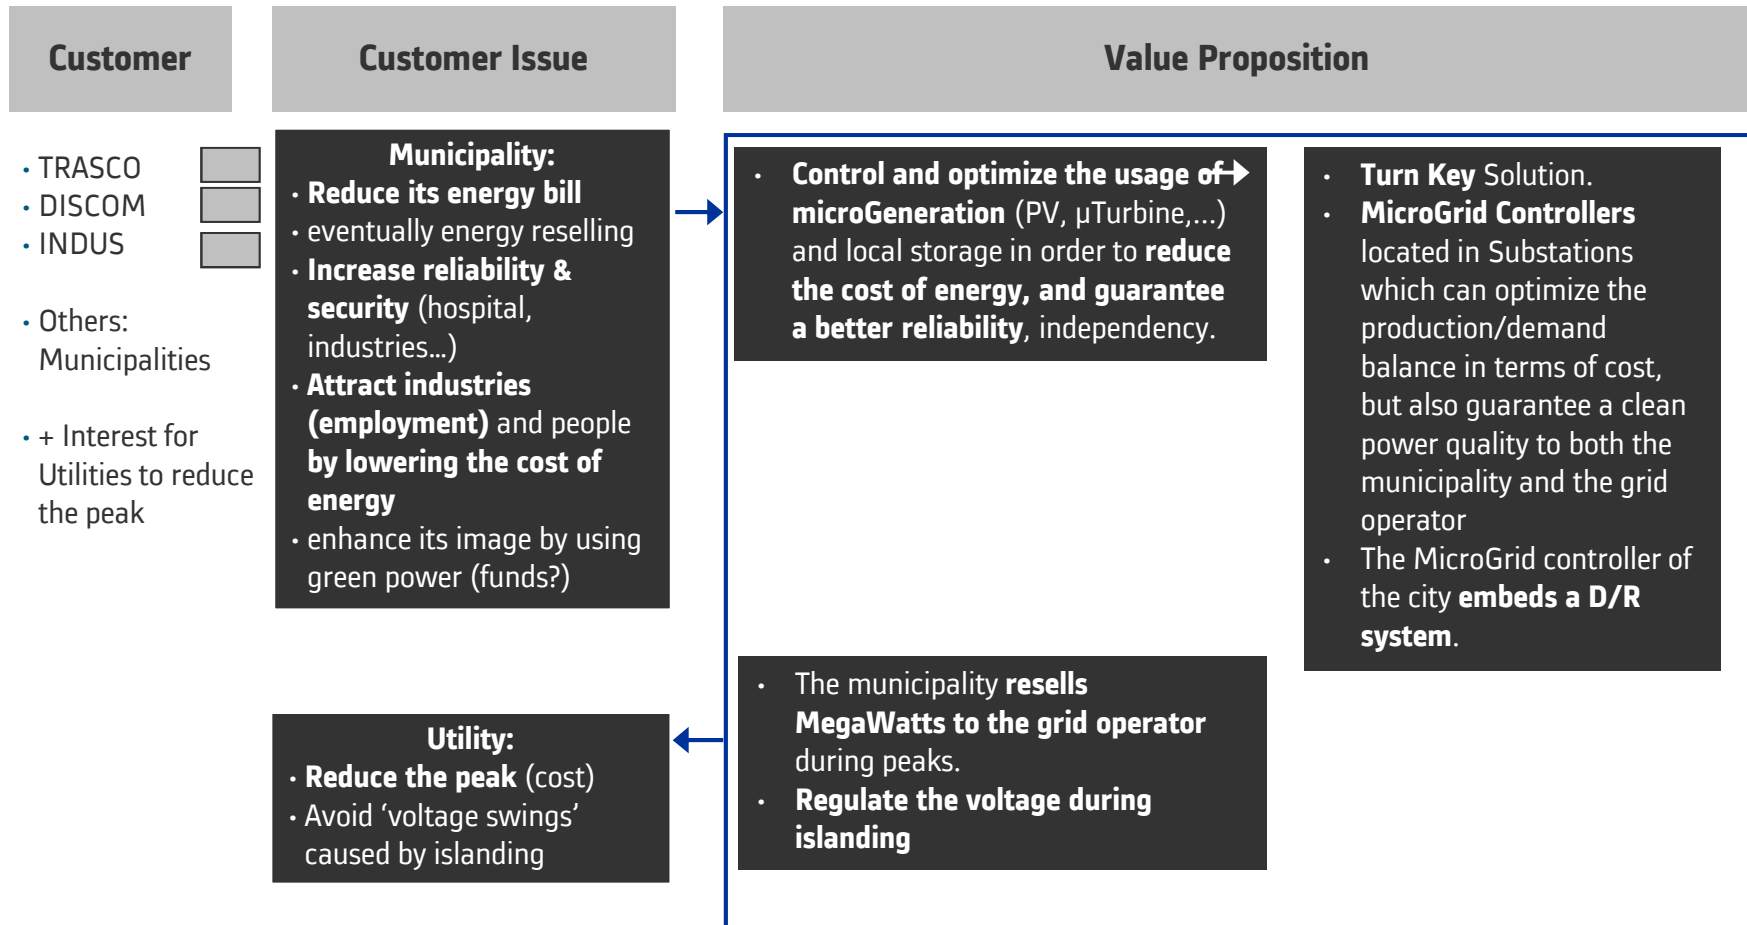 Customer
Customer Issue
Value Proposition
• TRASCO
• DISCOM
• INDUS
• Others:
Municipalities
• + Interest for
Utilities to reduce
the peak
Municipality:
• Reduce its energy bill
• eventually energy reselling
• Increase reliability &
security (hospital,
industries...)
• Attract industries
(employment) and people
by lowering the cost of
energy
• enhance its image by using
green power (funds?)
Utility:
• Reduce the peak (cost)
• Avoid ‘voltage swings’
caused by islanding
• Control and optimize the usage of
microGeneration (PV, µTurbine,...)
and local storage in order to reduce
the cost of energy, and guarantee
a better reliability, independency.
• The municipality resells
MegaWatts to the grid operator
during peaks.
• Regulate the voltage during
islanding
• Turn Key Solution.
• MicroGrid Controllers
located in Substations
which can optimize the
production/demand
balance in terms of cost,
but also guarantee a clean
power quality to both the
municipality and the grid
operator
• The MicroGrid controller of
the city embeds a D/R
system.